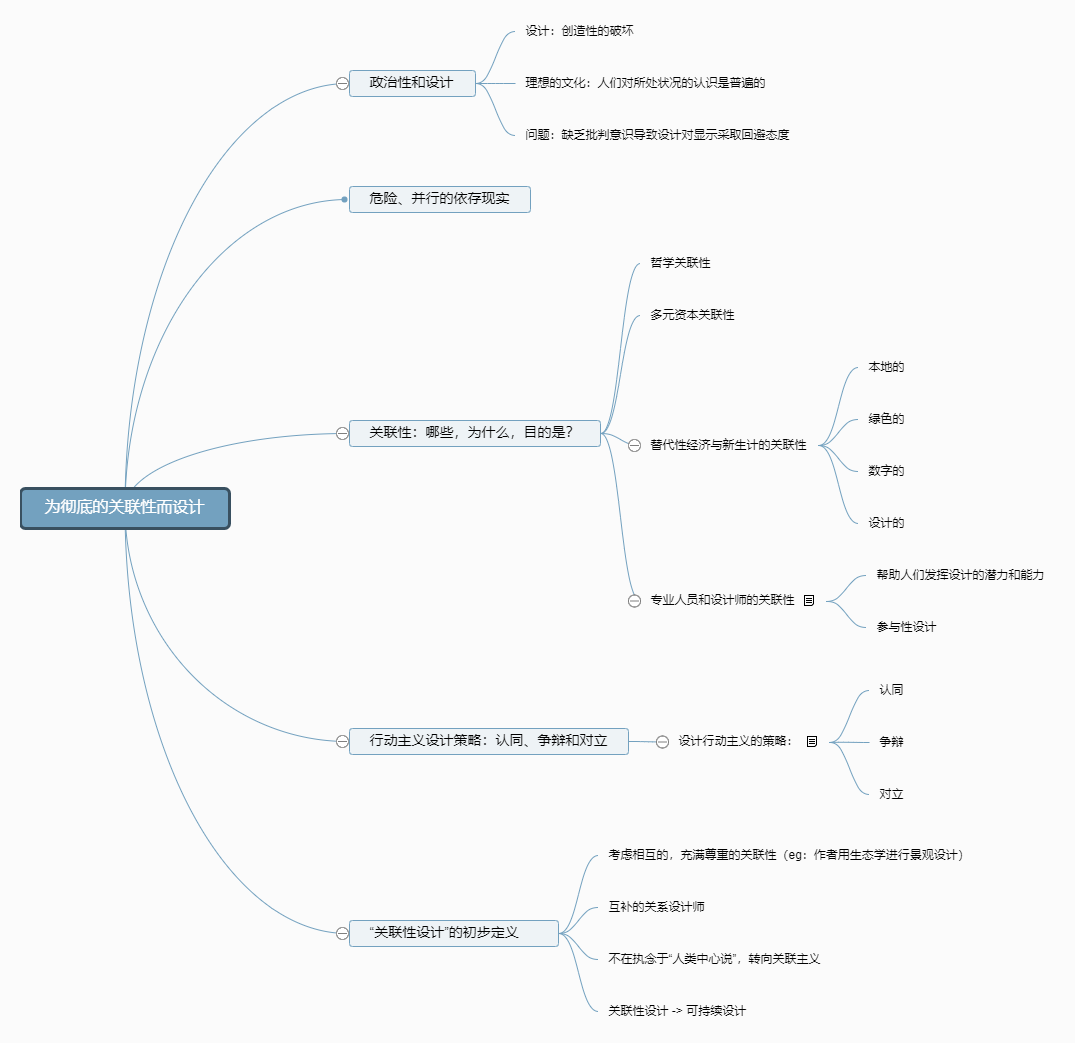 设计：创造性的破坏
政治性和设计
理想的文化：人们对所处状况的认识是普遍的
问题：缺乏批判意识导致设计对显示采取回避态度
危险、并行的依存现实
哲学关联性
多元资本关联性
本地的
绿色的
关联性：哪些，为什么，目的是？
替代性经济与新生计的关联性
数字的
为彻底的关联性而设计
设计的
帮助人们发挥设计的潜力和能力
专业人员和设计师的关联性
参与性设计
认同
行动主义设计策略：认同、争辩和对立
设计行动主义的策略：
争辩
对立
考虑相互的，充满尊重的关联性（eg：作者用生态学进行景观设计）
互补的关系设计师
“关联性设计”的初步定义
不在执念于“人类中心说”，转向关联主义
关联性设计 -> 可持续设计